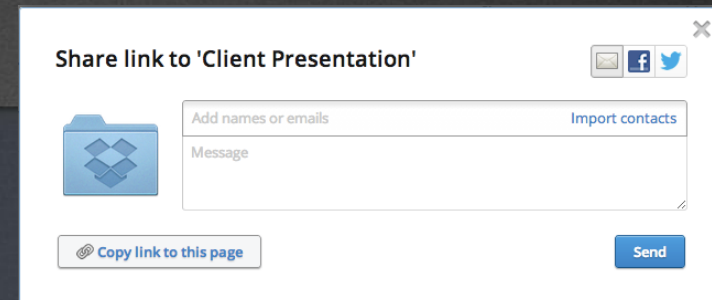 Share link to 'Client Presentation'
Add names or emails Import contacts
Message
Copy link to this page
Send